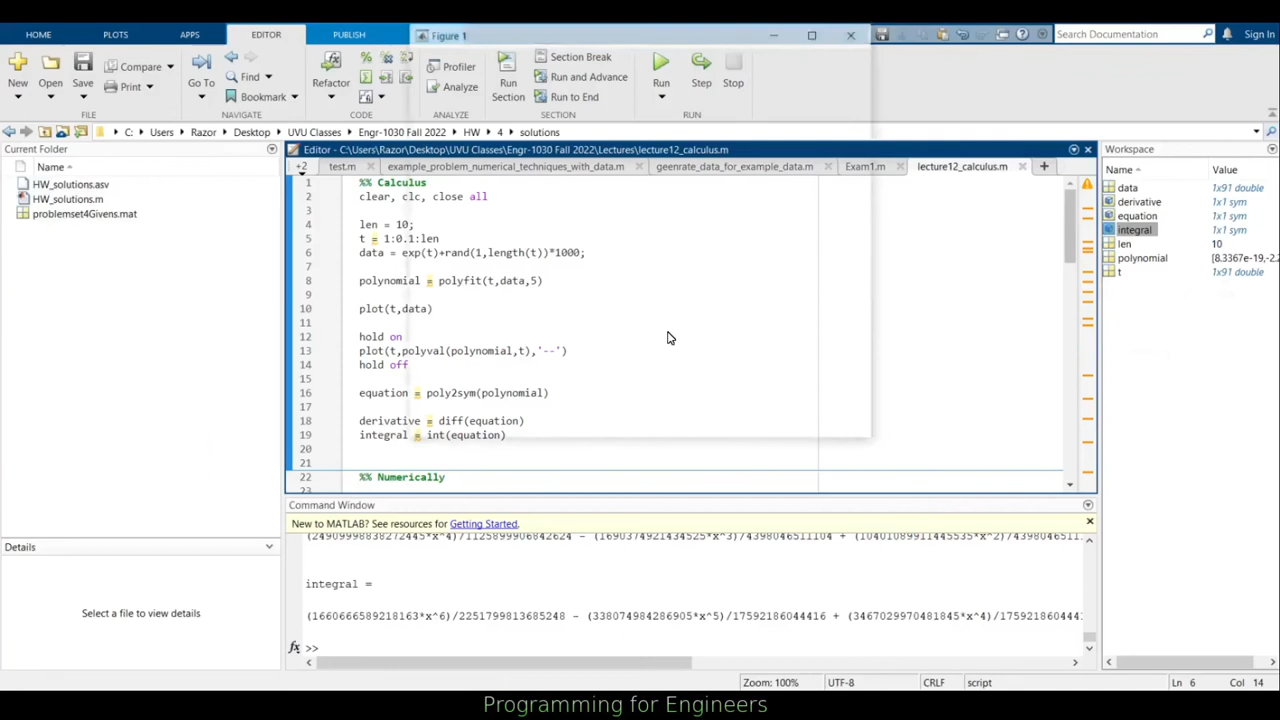 HOME PLOTS APPS EDITOR PUBLISH Figure 1 Search Documentation Sign In
New Open Save Compare Print Go To Find Bookmark Refactor Profiler Analyze Run Section Section Break Run and Advance Run to End Run Step Stop
FILE NAVIGATE CODE ANALYZE SECTION RUN
C: Users Razor Desktop UVU Classes Engr-1030 Fall 2022 HW 4 solutions
Current Folder
Name
HW_solutions.asv
HW_solutions.m
problemset4Givens.mat
Details
Select a file to view details
Editor - C:\Users\Razor\Desktop\UVU Classes\Engr-1030 Fall 2022\Lectures\lecture12_calculus.m
+2 test.m example_problem_numerical_techniques_with_data.m geenrate_data_for_example_data.m Exam1.m lecture12_calculus.m
1 %% Calculus
2 clear, clc, close all
3
4 len = 10;
5 t = 1:0.1:len
6 data = exp(t)+rand(1,length(t))*1000;
7
8 polynomial = polyfit(t,data,5)
9
10 plot(t,data)
11
12 hold on
13 plot(t,polyval(polynomial,t),'--')
14 hold off
15
16 equation = poly2sym(polynomial)
17
18 derivative = diff(equation)
19 integral = int(equation)
20
21
22 %% Numerically
Command Window
New to MATLAB? See resources for Getting Started.
integral =
(1660666589218163*x^6)/2251799813685248 - (338074984286905*x^5)/17592186044416 + (3467029970481845*x^4)/1759218604441
fx >>
Workspace
Name Value
data 1x91 double
derivative 1x1 sym
equation 1x1 sym
integral 1x1 sym
len 10
polynomial [8.3367e-19,-2.2
t 1x91 double
Zoom: 100% UTF-8 CRLF script Ln 6 Col 14
Programming for Engineers